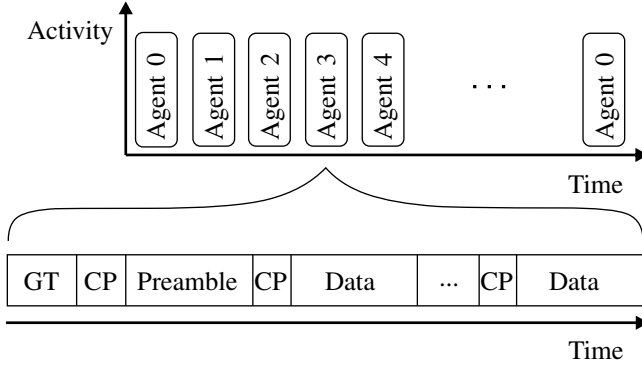 Activity
Agent 0
Agent 1
Agent 2
Agent 3
Agent 4
...
Agent 0
Time
GT CP Preamble CP Data ... CP Data
Time